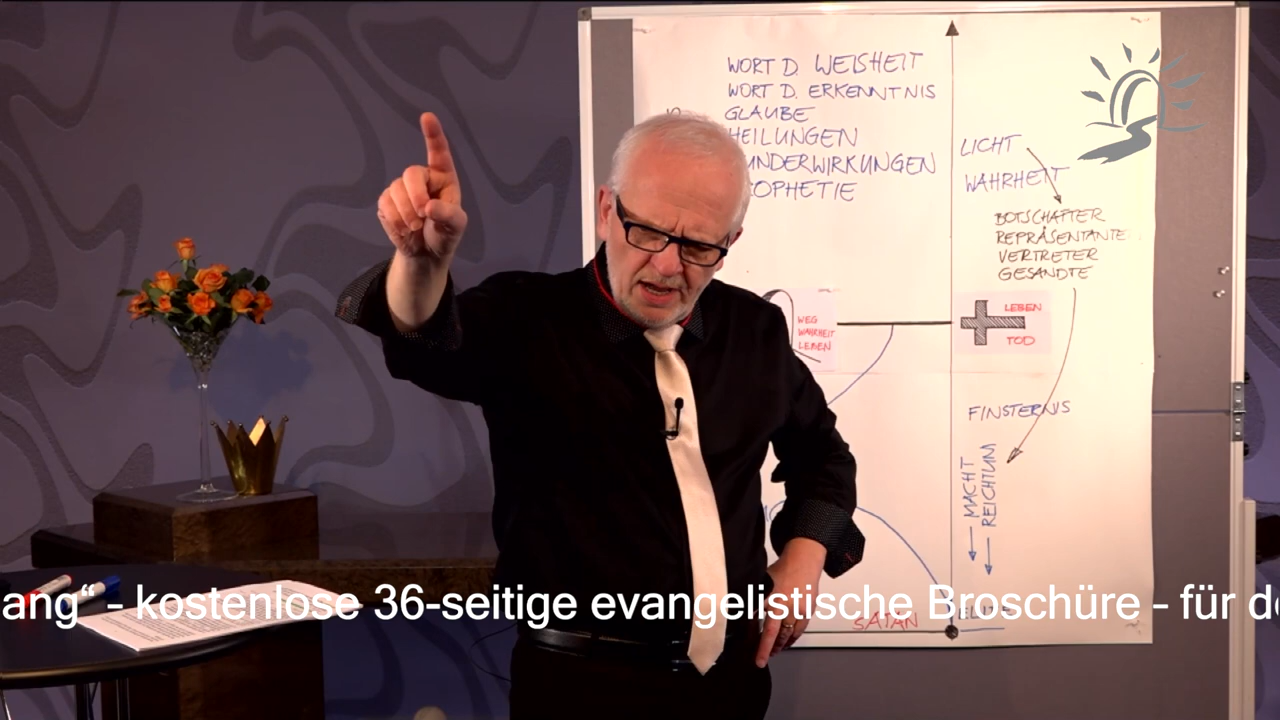 WORT D. WEISHEIT
WORT D. ERKENNTNIS
GLAUBE
HEILUNGEN
UNDERWIRKUNGEN
OPHETIE
LICHT
WAHRHEIT
BOTSCHAFTER
REPRÄSENTANTE
VERTRETER
GESANDTE
WEG
WAHRHEIT
LEBEN
LEBEN
TOD
FINSTERNIS
MACHT
REICHTUM
ang“ – kostenlose 36-seitige evangelistische Broschüre – für de
SATAN